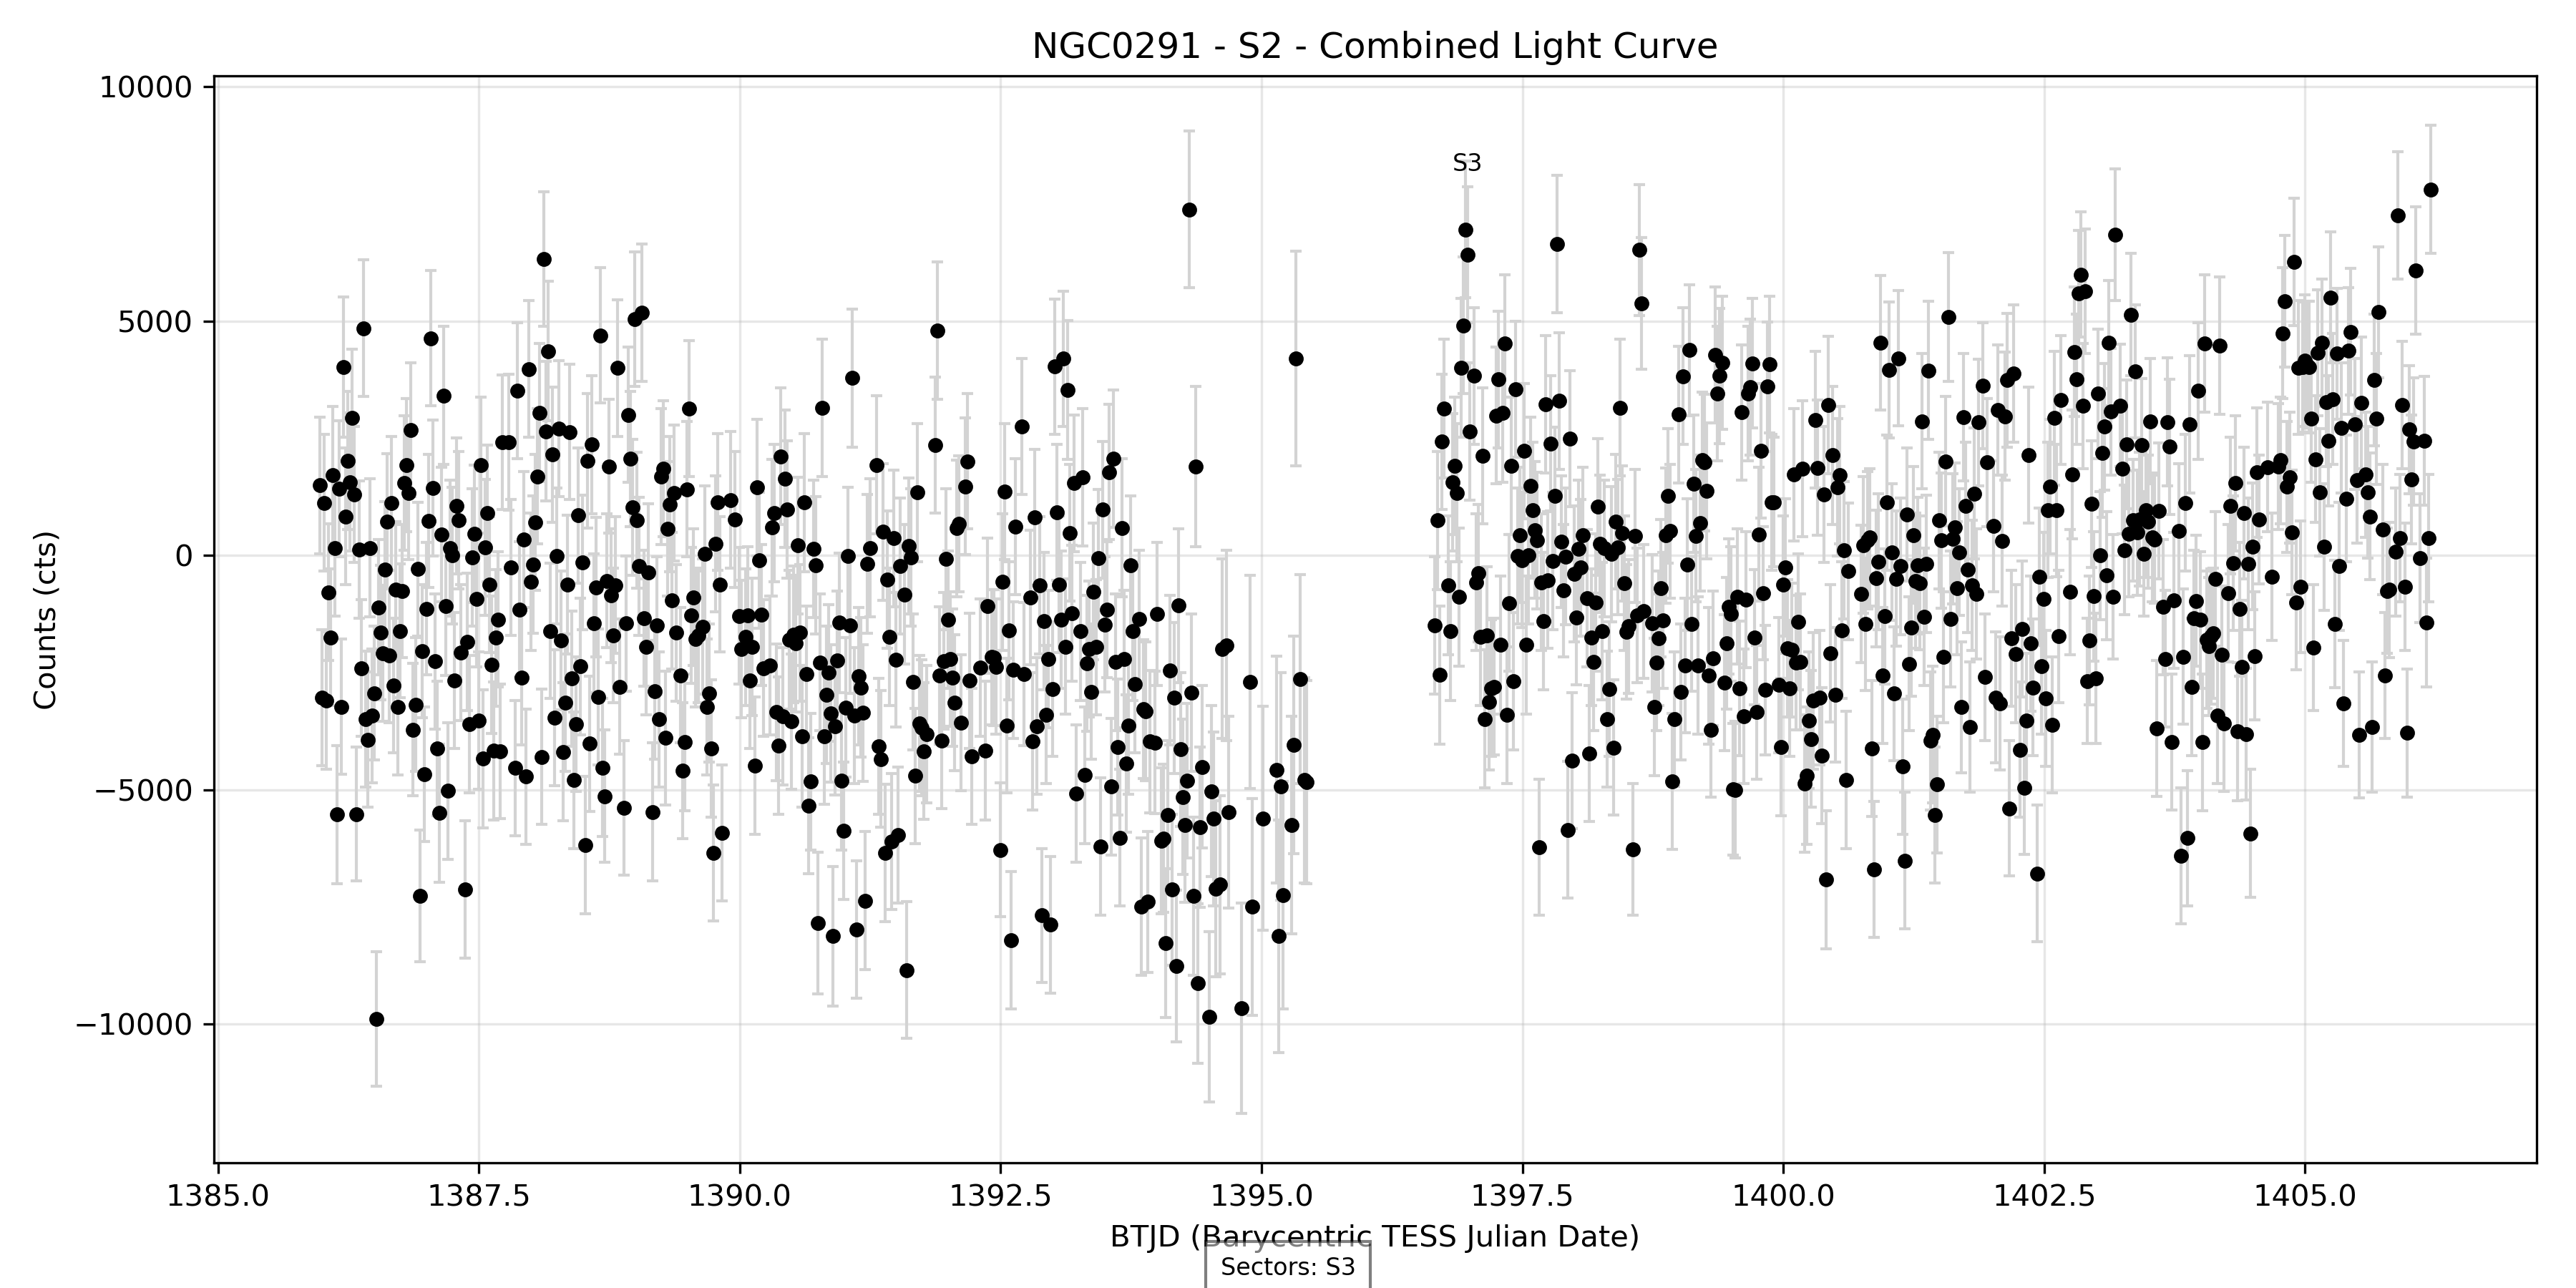 NGC0291 - S2 - Combined Light Curve
10000
5000
0
−5000
−10000
Counts (cts)
S3
1385.0 1387.5 1390.0 1392.5 1395.0 1397.5 1400.0 1402.5 1405.0
BTJD (Barycentric TESS Julian Date)
Sectors: S3